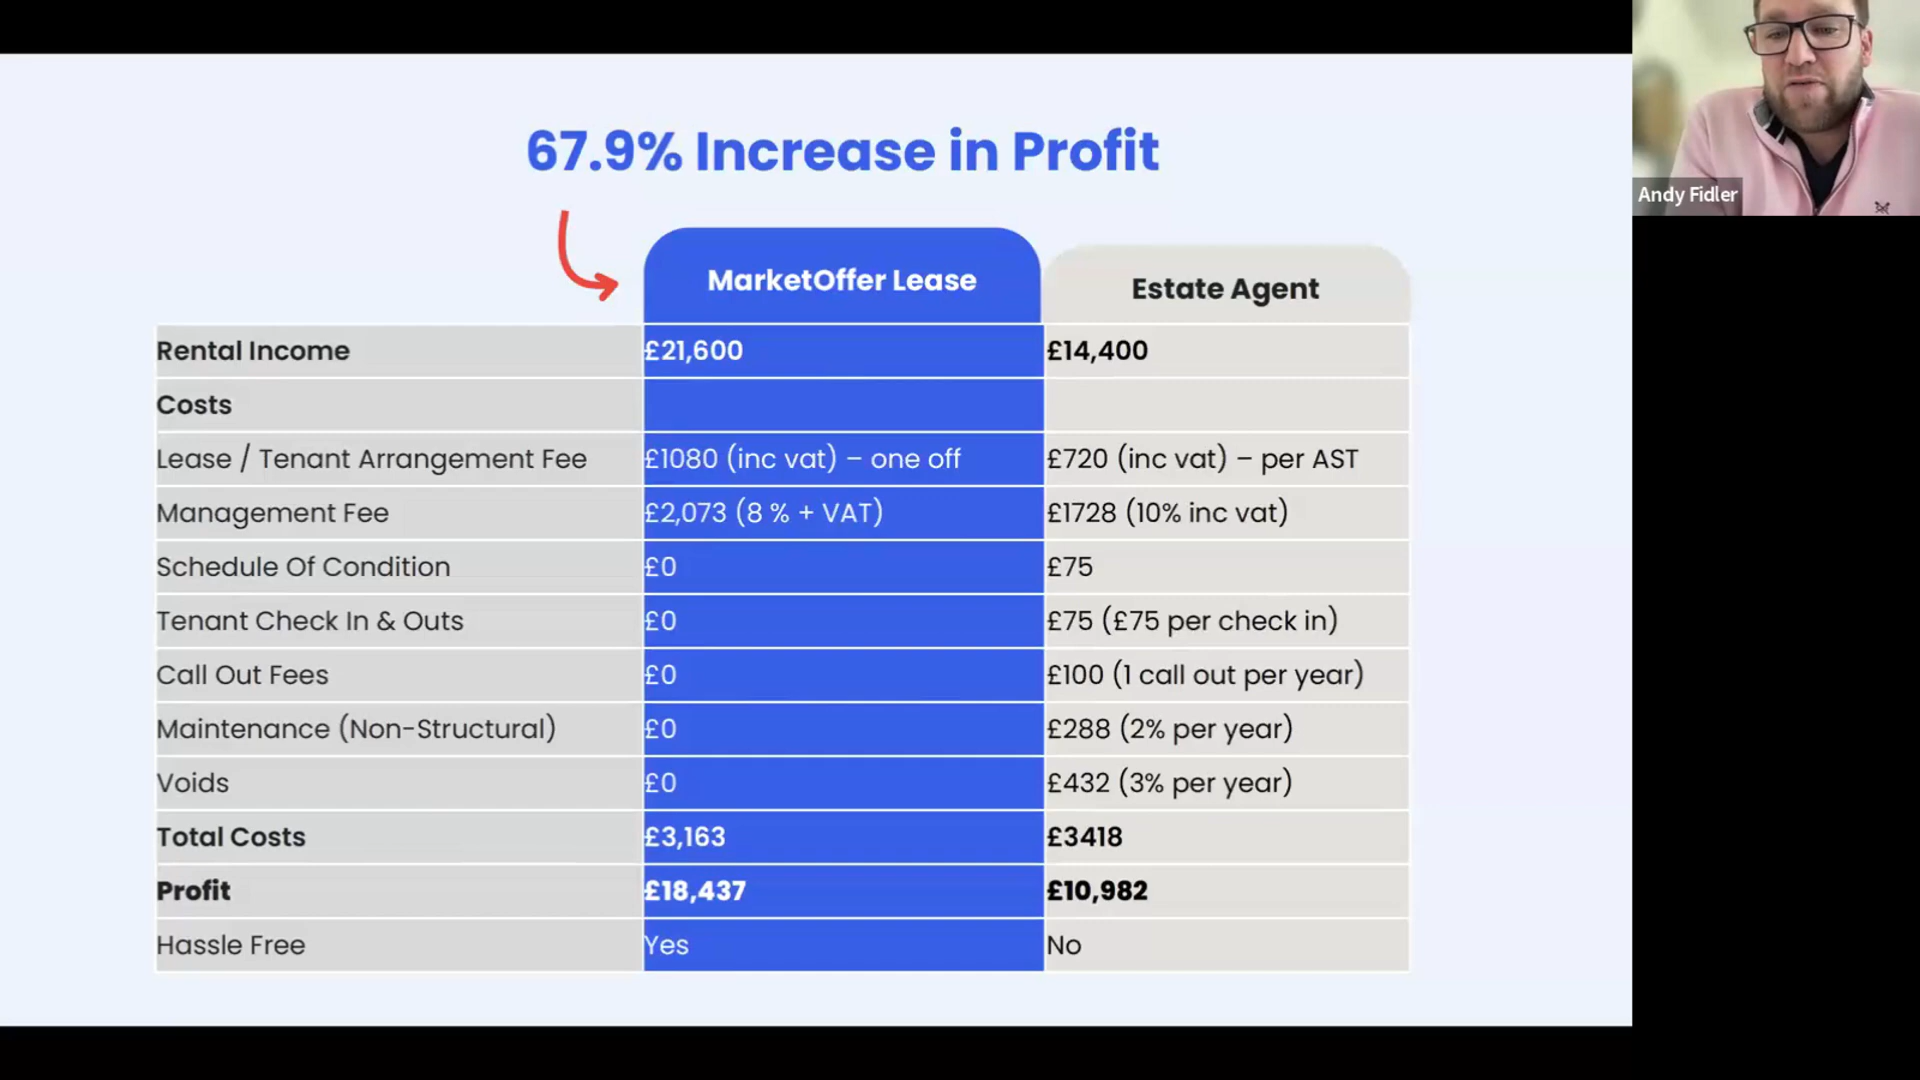 67.9% Increase in Profit
Andy Fidler
MarketOffer Lease Estate Agent
Rental Income £21,600 £14,400
Costs
Lease / Tenant Arrangement Fee £1080 (inc vat) – one off £720 (inc vat) – per AST
Management Fee £2,073 (8 % + VAT) £1728 (10% inc vat)
Schedule Of Condition £0 £75
Tenant Check In & Outs £0 £75 (£75 per check in)
Call Out Fees £0 £100 (1 call out per year)
Maintenance (Non-Structural) £0 £288 (2% per year)
Voids £0 £432 (3% per year)
Total Costs £3,163 £3418
Profit £18,437 £10,982
Hassle Free Yes No